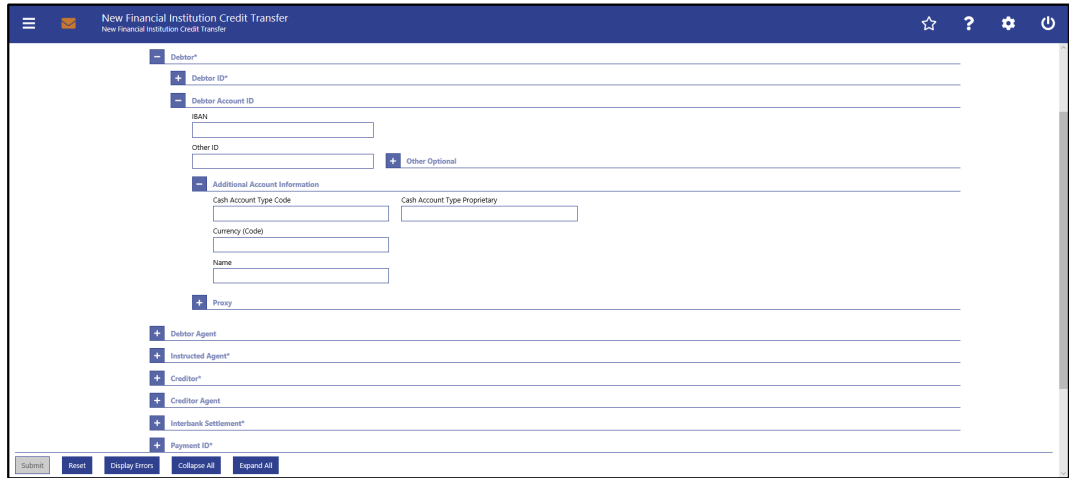 New Financial Institution Credit Transfer
New Financial Institution Credit Transfer
Debtor*
Debtor ID*
Debtor Account ID
IBAN
Other ID
Other Optional
Additional Account Information
Cash Account Type Code Cash Account Type Proprietary
Currency (Code)
Name
Proxy
Debtor Agent
Instructed Agent*
Creditor*
Creditor Agent
Interbank Settlement*
Payment ID*
Submit Reset Display Errors Collapse All Expand All